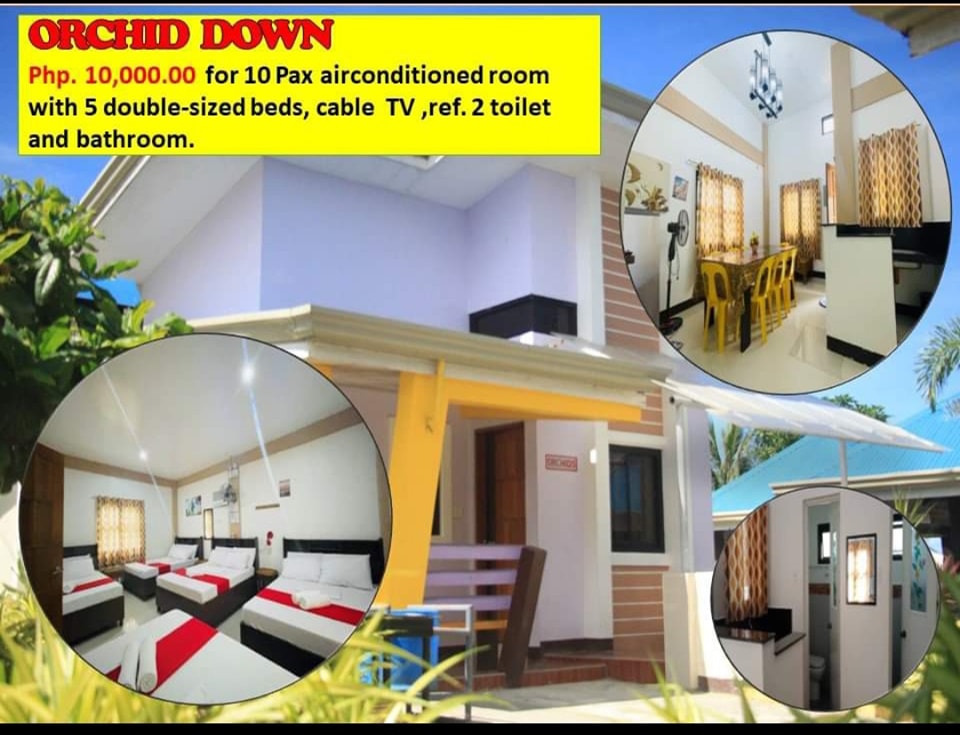 ORCHID DOWN
Php. 10,000.00 for 10 Pax airconditioned room
with 5 double-sized beds, cable TV ,ref. 2 toilet
and bathroom.
ORCHIDS